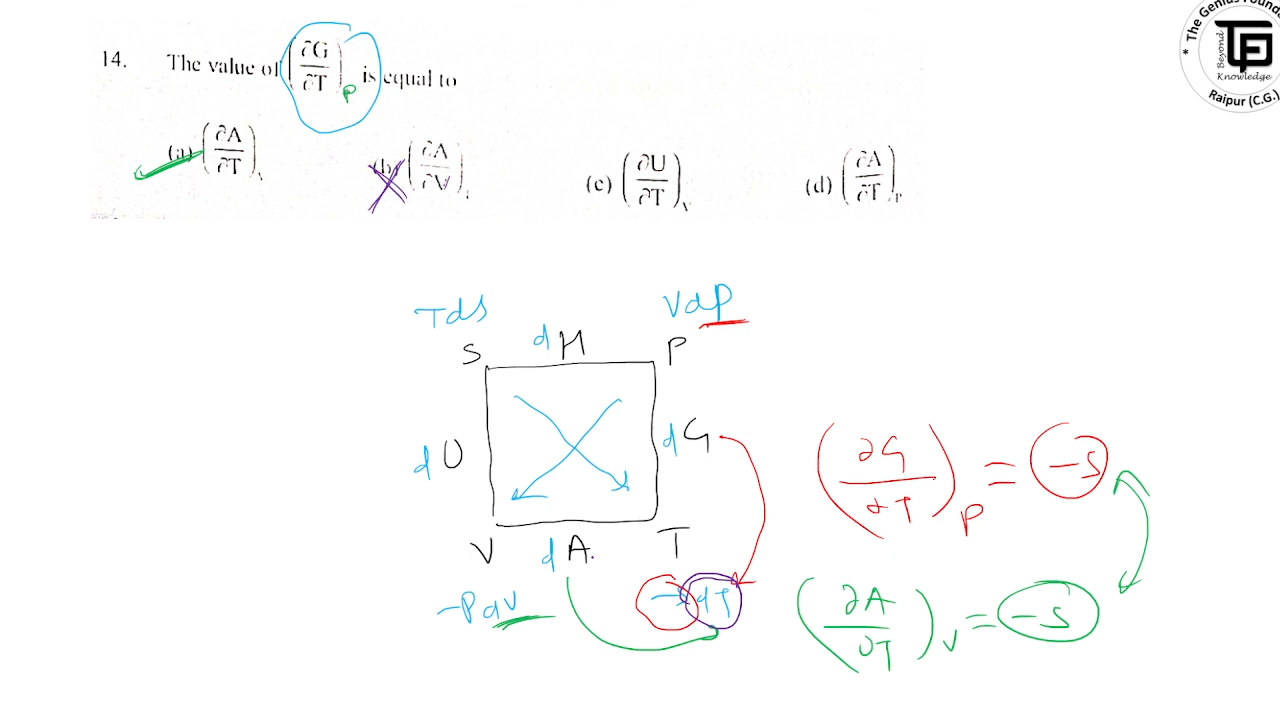 * The Genius Found
Beyond
Knowledge
Raipur (C.G.)
14. The value of (∂G/∂T)P is equal to
(a) (∂A/∂T)V (b) (∂A/∂V) (c) (∂U/∂T)V (d) (∂A/∂T)P
Tds Vdp
S dH P
dU dG
V dA. T
-Pdv -SdT
(∂G/∂T)P = -S
(∂A/∂T)V = -S